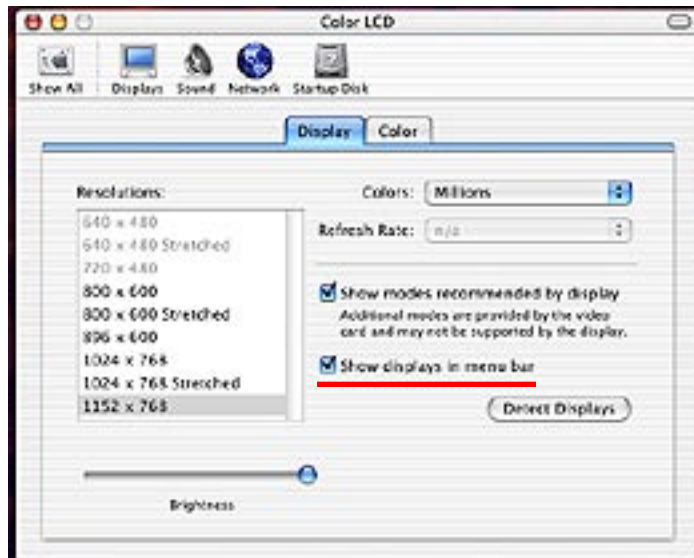 Color LCD
Show All Displays Sound Network Startup Disk
Display Color
Resolutions:
640 x 480
640 x 480 Stretched
720 x 480
800 x 600
800 x 600 Stretched
896 x 600
1024 x 768
1024 x 768 Stretched
1152 x 768
Colors: Millions
Refresh Rate: n/a
Show modes recommended by display
Additional modes are provided by the video
card and may not be supported by the display.
Show displays in menu bar
Detect Displays
Brightness